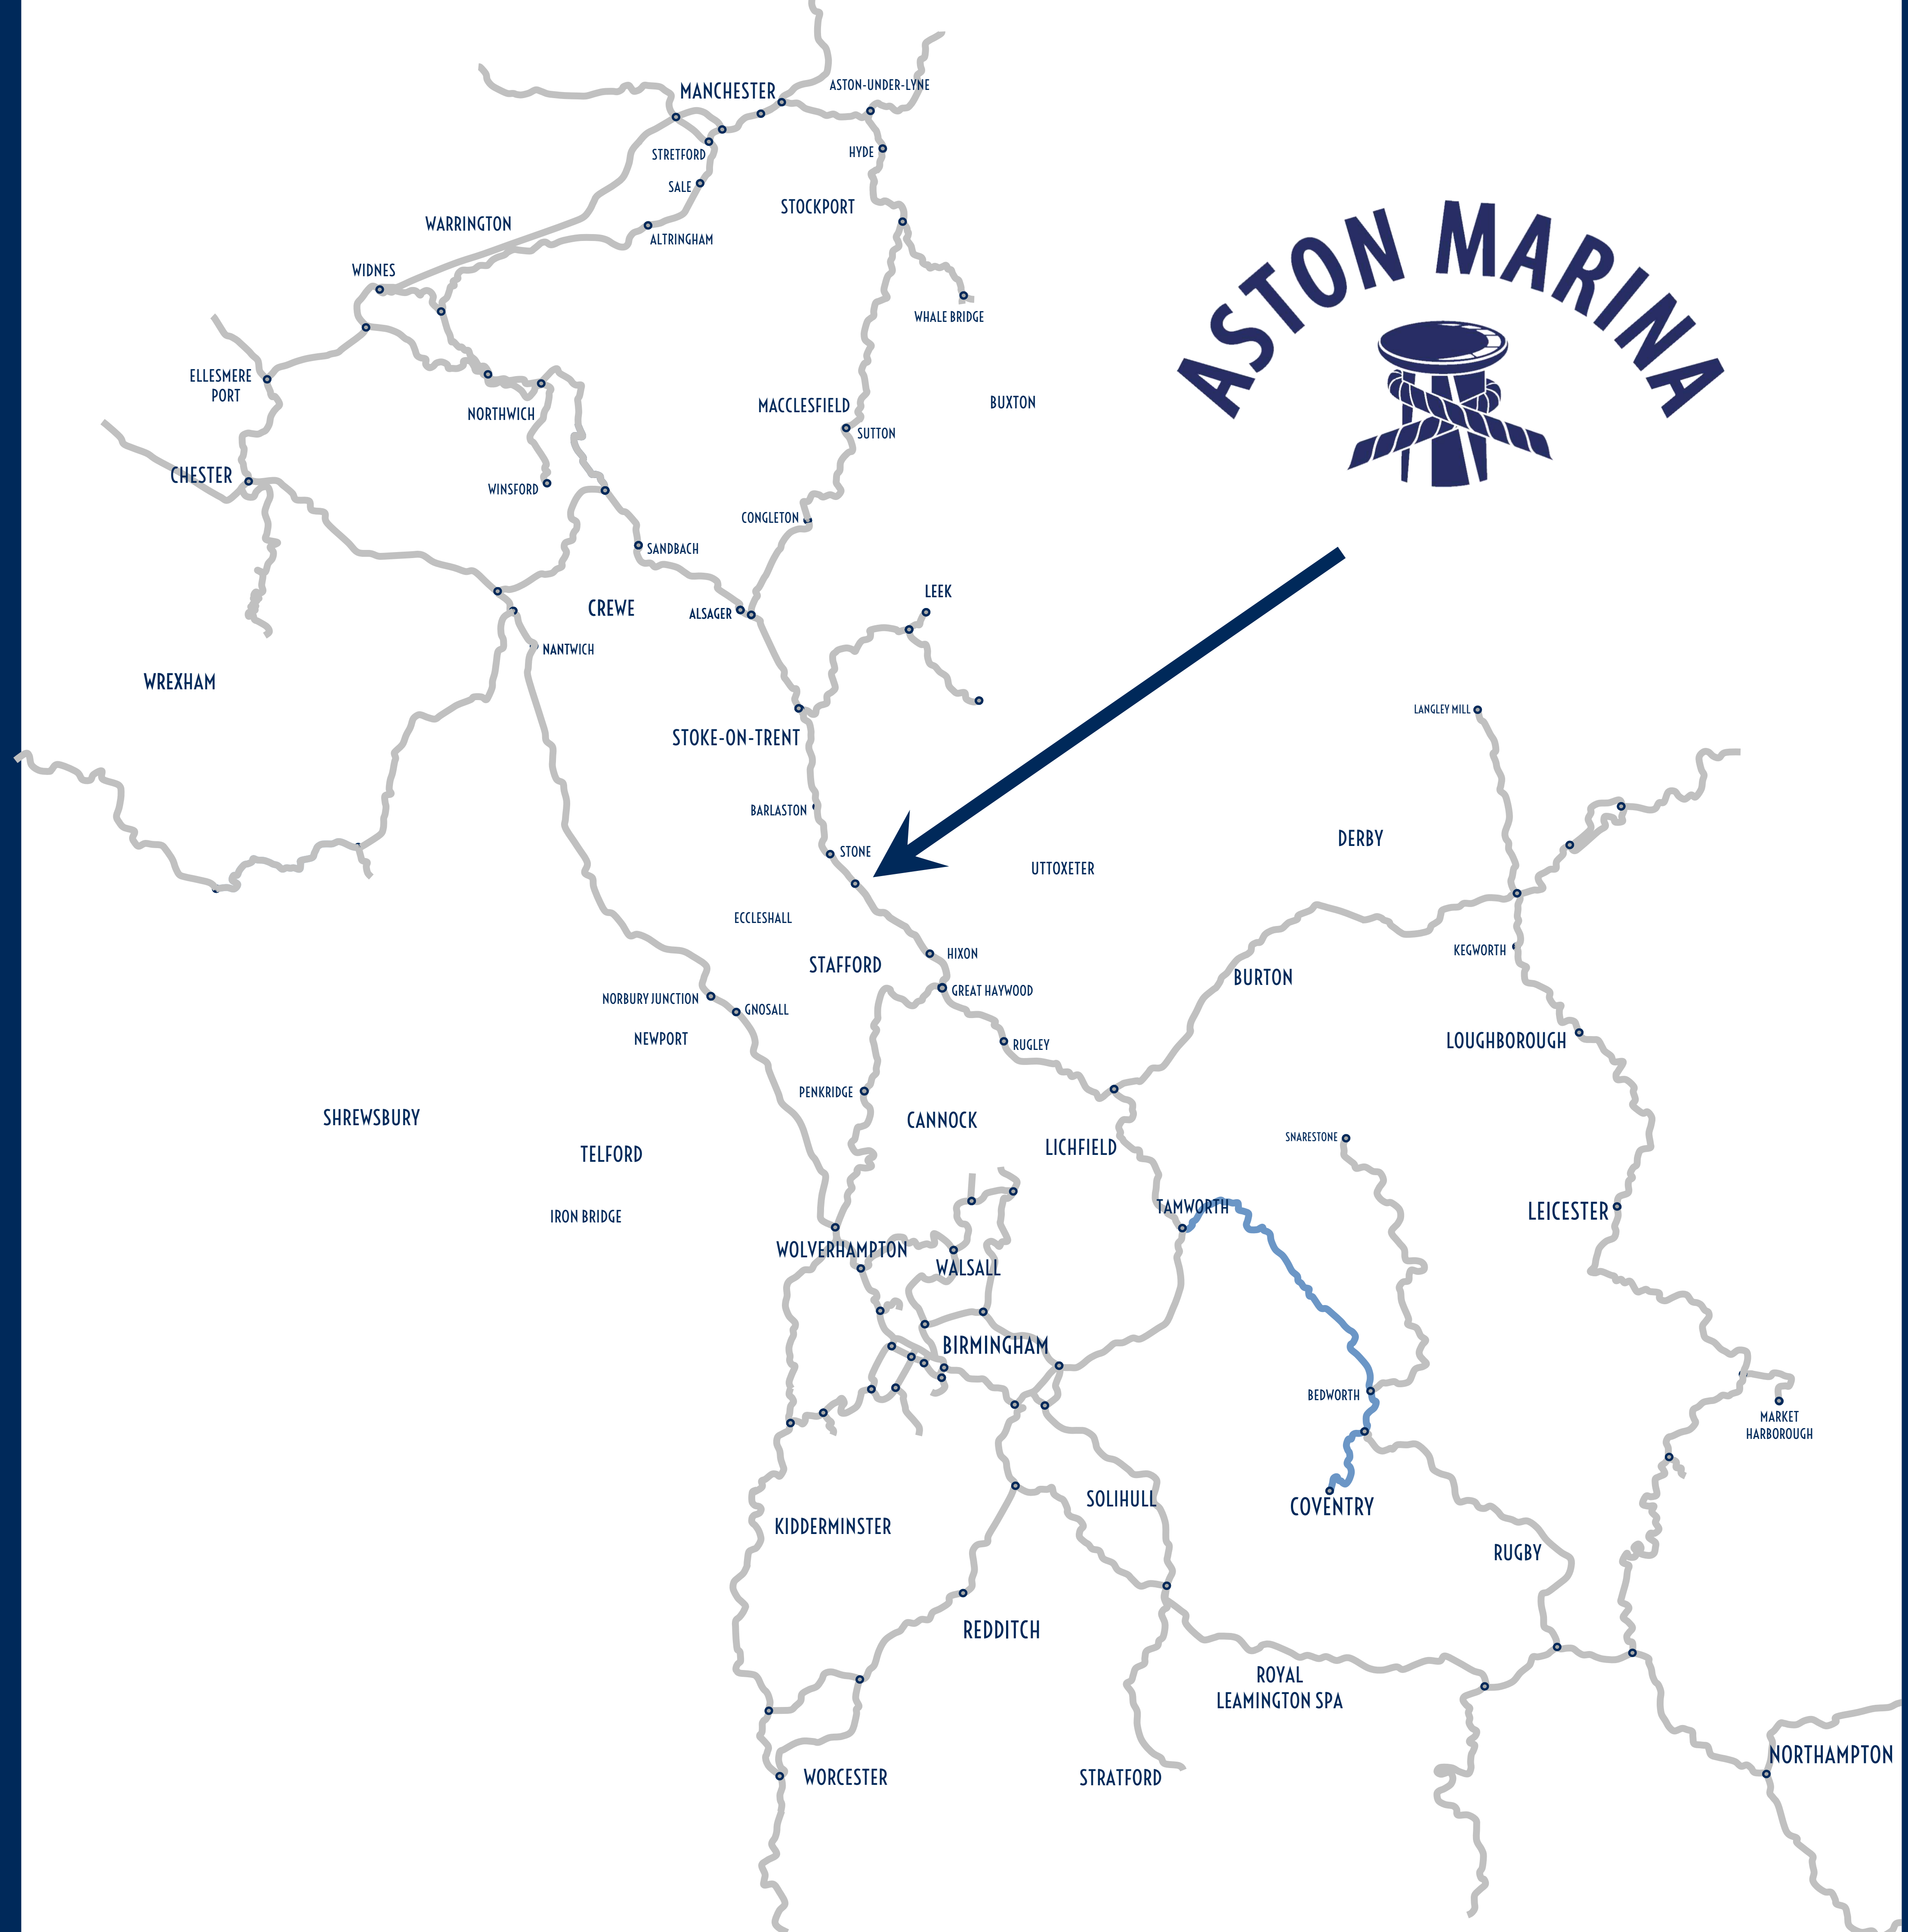 MANCHESTER
ASTON-UNDER-LYNE
STRETFORD
HYDE
SALE
STOCKPORT
WARRINGTON
ALTRINGHAM
WIDNES
WHALE BRIDGE
ASTON MARINA
ELLESMERE
PORT
NORTHWICH
MACCLESFIELD
BUXTON
SUTTON
CHESTER
WINSFORD
CONGLETON
SANDBACH
LEEK
CREWE
ALSAGER
NANTWICH
WREXHAM
LANGLEY MILL
STOKE-ON-TRENT
BARLASTON
DERBY
STONE
UTTOXETER
ECCLESHALL
KEGWORTH
HIXON
STAFFORD
BURTON
GREAT HAYWOOD
NORBURY JUNCTION
GNOSALL
NEWPORT
LOUGHBOROUGH
RUGLEY
PENKRIDGE
SHREWSBURY
CANNOCK
SNARESTONE
LICHFIELD
TELFORD
TAMWORTH
LEICESTER
IRON BRIDGE
WOLVERHAMPTON
WALSALL
BIRMINGHAM
BEDWORTH
MARKET
HARBOROUGH
SOLIHULL
COVENTRY
KIDDERMINSTER
RUGBY
REDDITCH
ROYAL
LEAMINGTON SPA
NORTHAMPTON
WORCESTER
STRATFORD